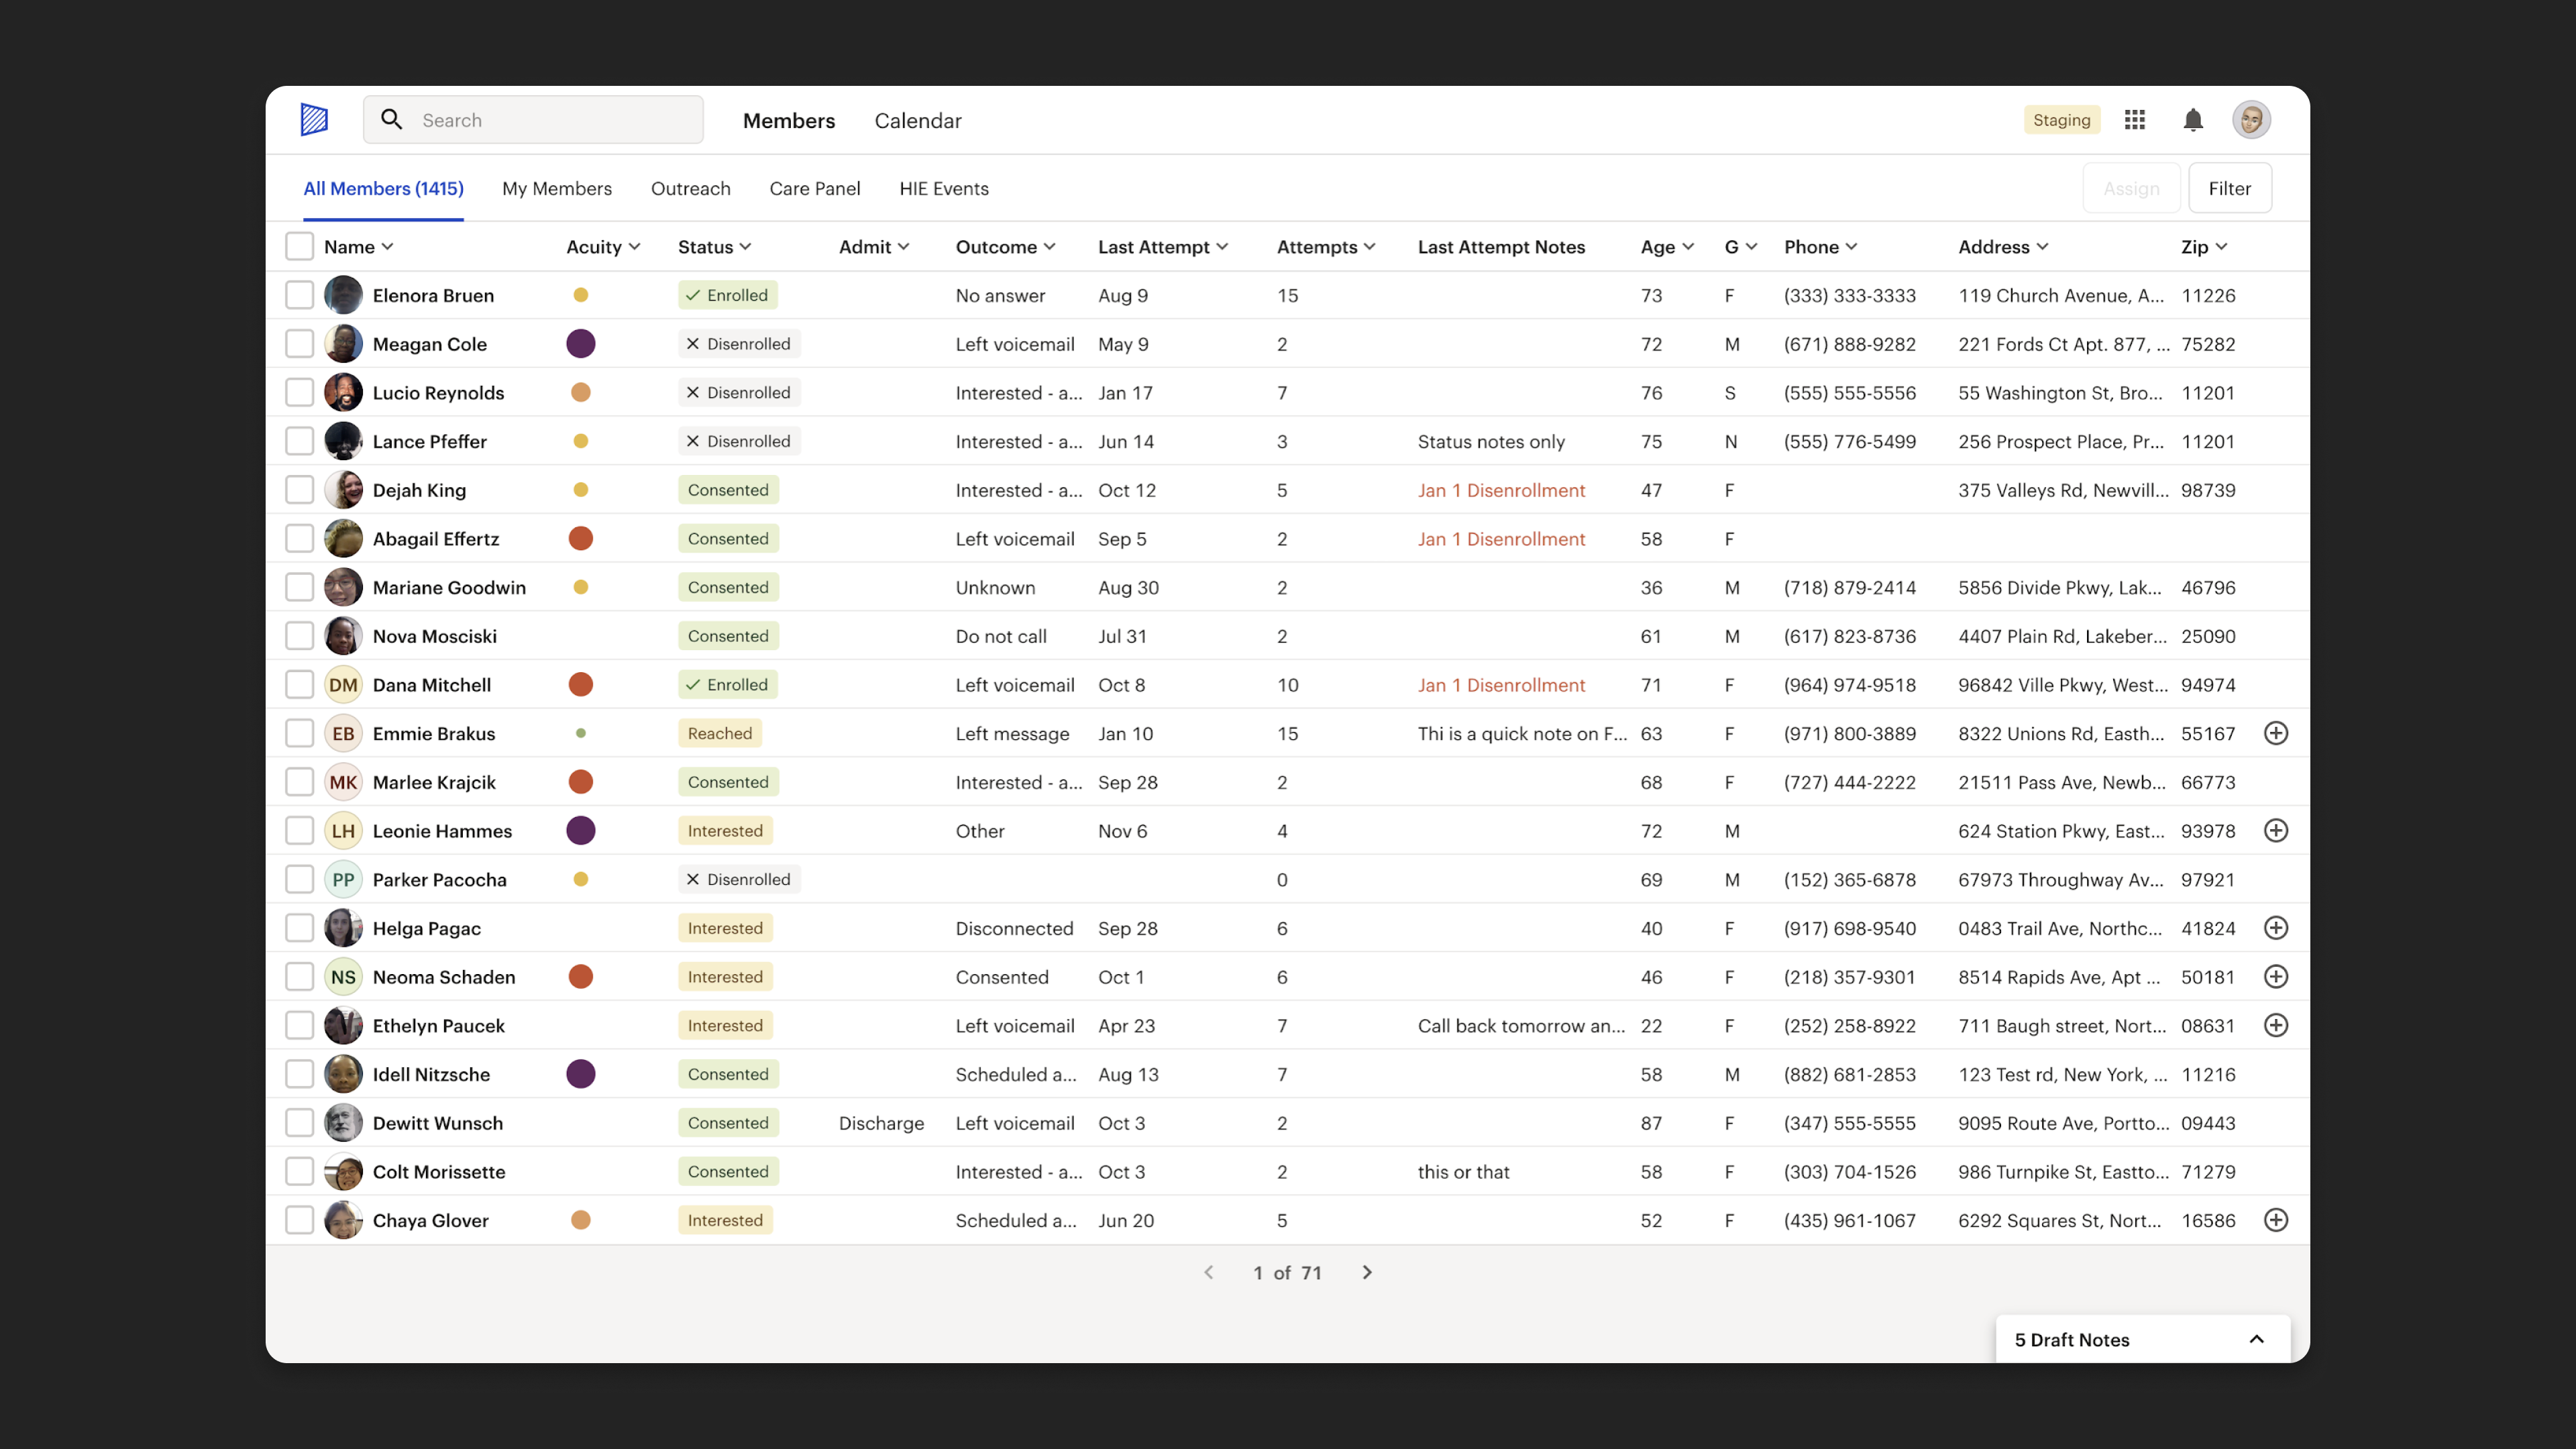 Search Members Calendar Staging
All Members (1415) My Members Outreach Care Panel HIE Events Assign Filter
Name Acuity Status Admit Outcome Last Attempt Attempts Last Attempt Notes Age G Phone Address Zip
Elenora Bruen Enrolled No answer Aug 9 15 73 F (333) 333-3333 119 Church Avenue, A... 11226
Meagan Cole Disenrolled Left voicemail May 9 2 72 M (671) 888-9282 221 Fords Ct Apt. 877, ... 75282
Lucio Reynolds Disenrolled Interested - a... Jan 17 7 76 S (555) 555-5556 55 Washington St, Bro... 11201
Lance Pfeffer Disenrolled Interested - a... Jun 14 3 Status notes only 75 N (555) 776-5499 256 Prospect Place, Pr... 11201
Dejah King Consented Interested - a... Oct 12 5 Jan 1 Disenrollment 47 F 375 Valleys Rd, Newvill... 98739
Abagail Effertz Consented Left voicemail Sep 5 2 Jan 1 Disenrollment 58 F
Mariane Goodwin Consented Unknown Aug 30 2 36 M (718) 879-2414 5856 Divide Pkwy, Lak... 46796
Nova Mosciski Consented Do not call Jul 31 2 61 M (617) 823-8736 4407 Plain Rd, Lakeber... 25090
DM Dana Mitchell Enrolled Left voicemail Oct 8 10 Jan 1 Disenrollment 71 F (964) 974-9518 96842 Ville Pkwy, West... 94974
EB Emmie Brakus Reached Left message Jan 10 15 Thi is a quick note on F... 63 F (971) 800-3889 8322 Unions Rd, Easth... 55167
MK Marlee Krajcik Consented Interested - a... Sep 28 2 68 F (727) 444-2222 21511 Pass Ave, Newb... 66773
LH Leonie Hammes Interested Other Nov 6 4 72 M 624 Station Pkwy, East... 93978
PP Parker Pacocha Disenrolled 0 69 M (152) 365-6878 67973 Throughway Av... 97921
Helga Pagac Interested Disconnected Sep 28 6 40 F (917) 698-9540 0483 Trail Ave, Northc... 41824
NS Neoma Schaden Interested Consented Oct 1 6 46 F (218) 357-9301 8514 Rapids Ave, Apt ... 50181
Ethelyn Paucek Interested Left voicemail Apr 23 7 Call back tomorrow an... 22 F (252) 258-8922 711 Baugh street, Nort... 08631
Idell Nitzsche Consented Scheduled a... Aug 13 7 58 M (882) 681-2853 123 Test rd, New York, ... 11216
Dewitt Wunsch Consented Discharge Left voicemail Oct 3 2 87 F (347) 555-5555 9095 Route Ave, Portto... 09443
Colt Morissette Consented Interested - a... Oct 3 2 this or that 58 F (303) 704-1526 986 Turnpike St, Eastto... 71279
Chaya Glover Interested Scheduled a... Jun 20 5 52 F (435) 961-1067 6292 Squares St, Nort... 16586
1 of 71
5 Draft Notes